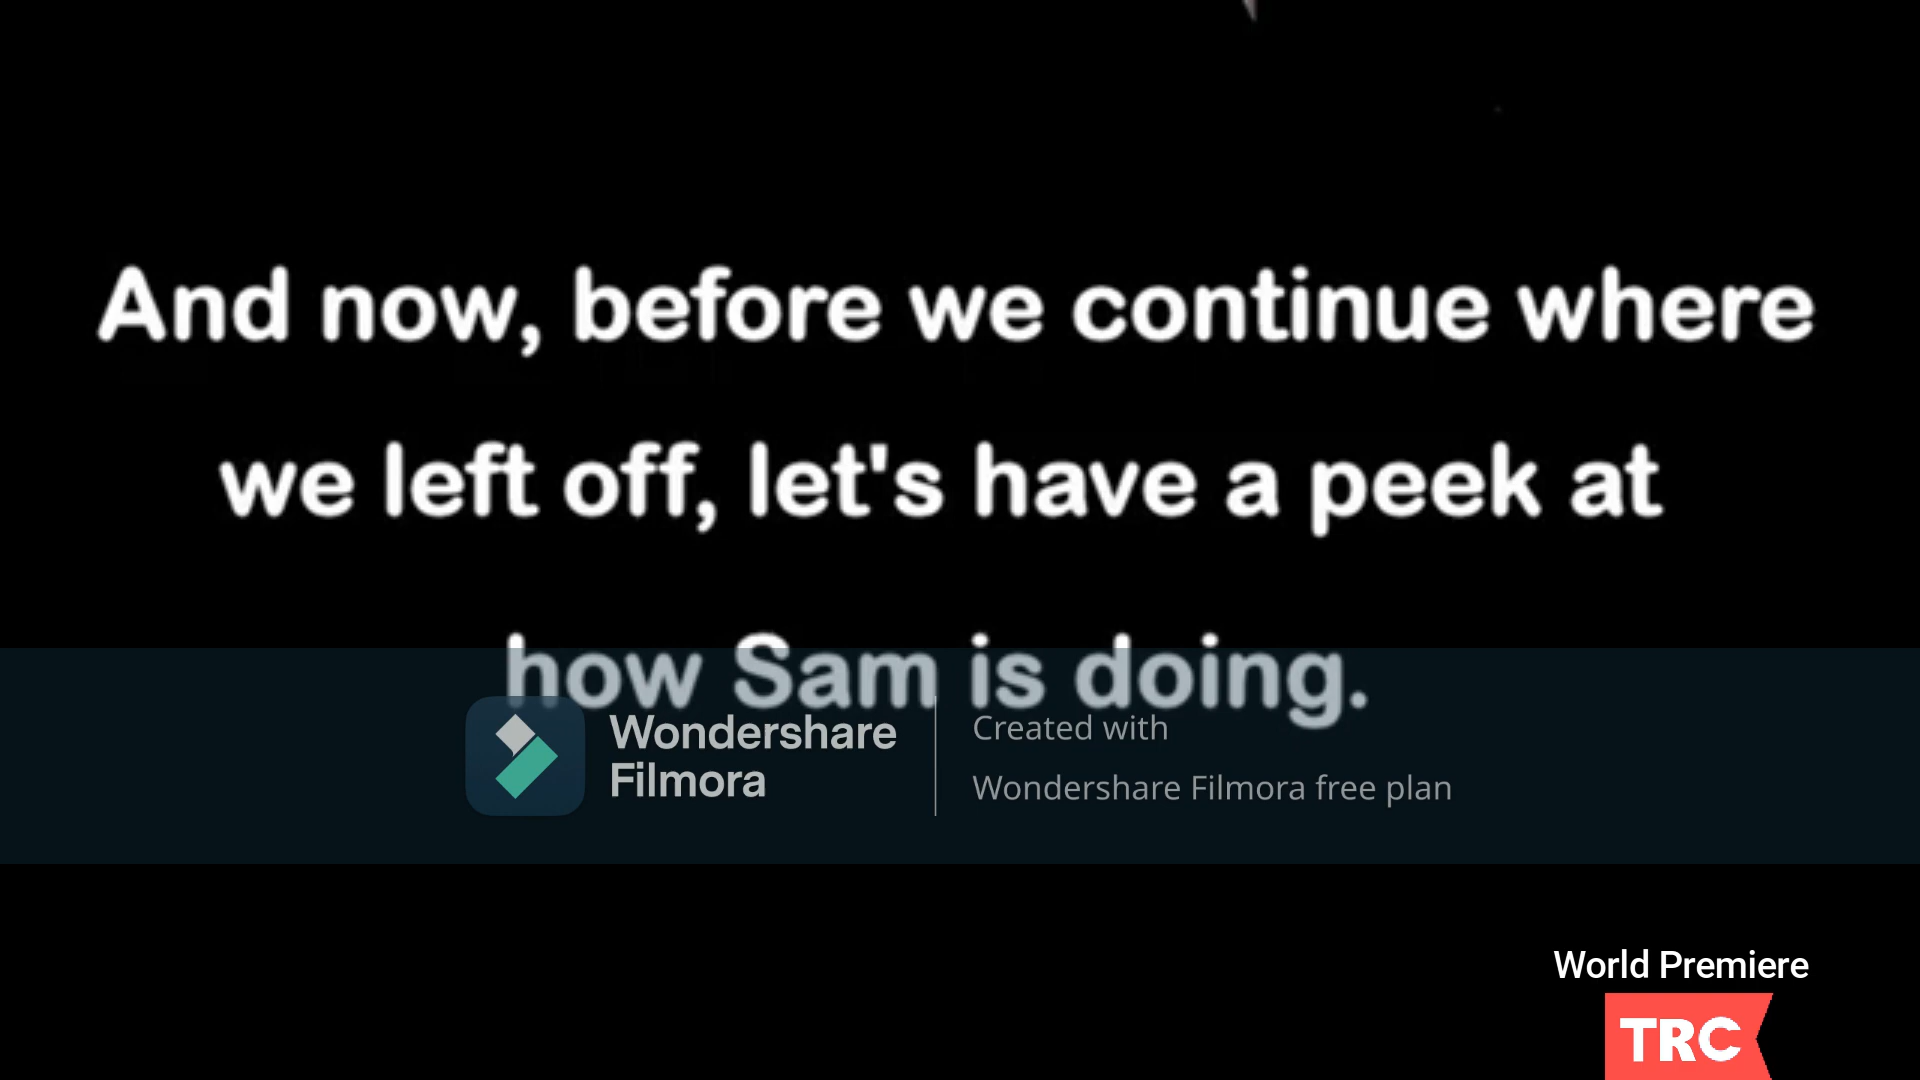 And now, before we continue where
we left off, let's have a peek at
how Sam is doing.
Wondershare
Filmora
Created with
Wondershare Filmora free plan
World Premiere
TRC